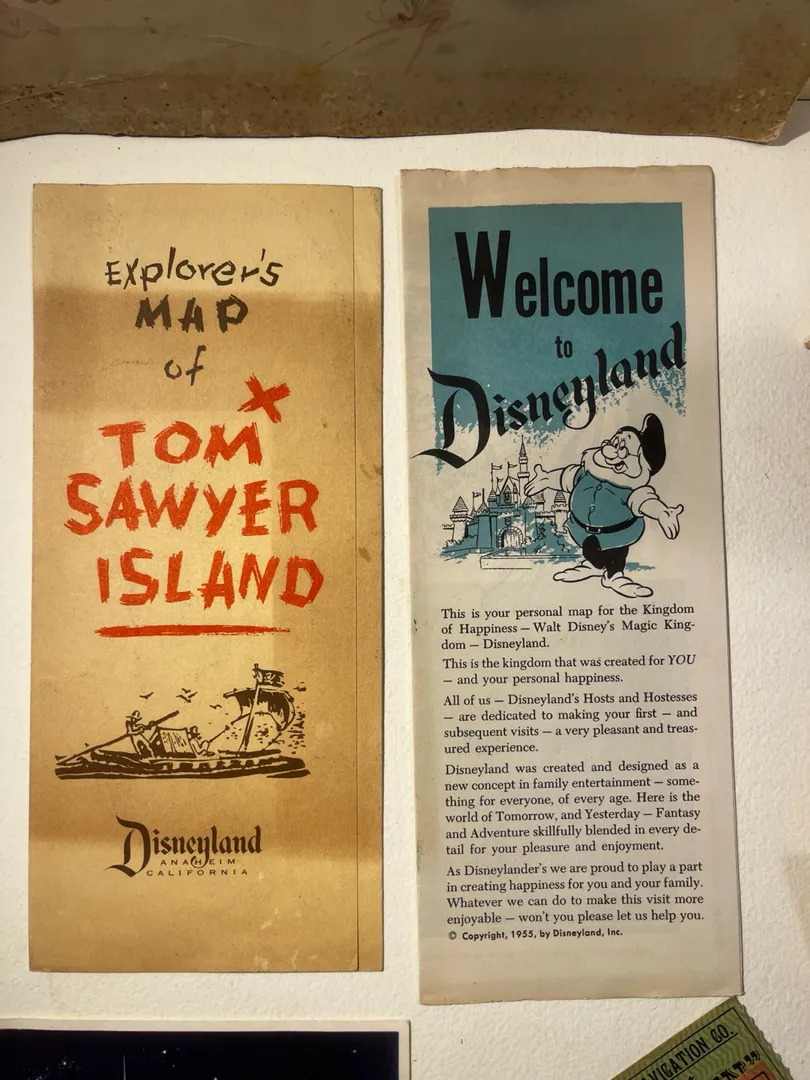 Explorer's
MAP
of
X
TOM
SAWYER
ISLAND
Disneyland
ANAHEIM
CALIFORNIA
Welcome
to
Disneyland
This is your personal map for the Kingdom
of Happiness — Walt Disney's Magic King-
dom — Disneyland.
This is the kingdom that was created for YOU
— and your personal happiness.
All of us — Disneyland's Hosts and Hostesses
— are dedicated to making your first — and
subsequent visits — a very pleasant and treas-
ured experience.
Disneyland was created and designed as a
new concept in family entertainment — some-
thing for everyone, of every age. Here is the
world of Tomorrow, and Yesterday — Fantasy
and Adventure skillfully blended in every de-
tail for your pleasure and enjoyment.
As Disneylander's we are proud to play a part
in creating happiness for you and your family.
Whatever we can do to make this visit more
enjoyable — won't you please let us help you.
© Copyright, 1955, by Disneyland, Inc.
CO.